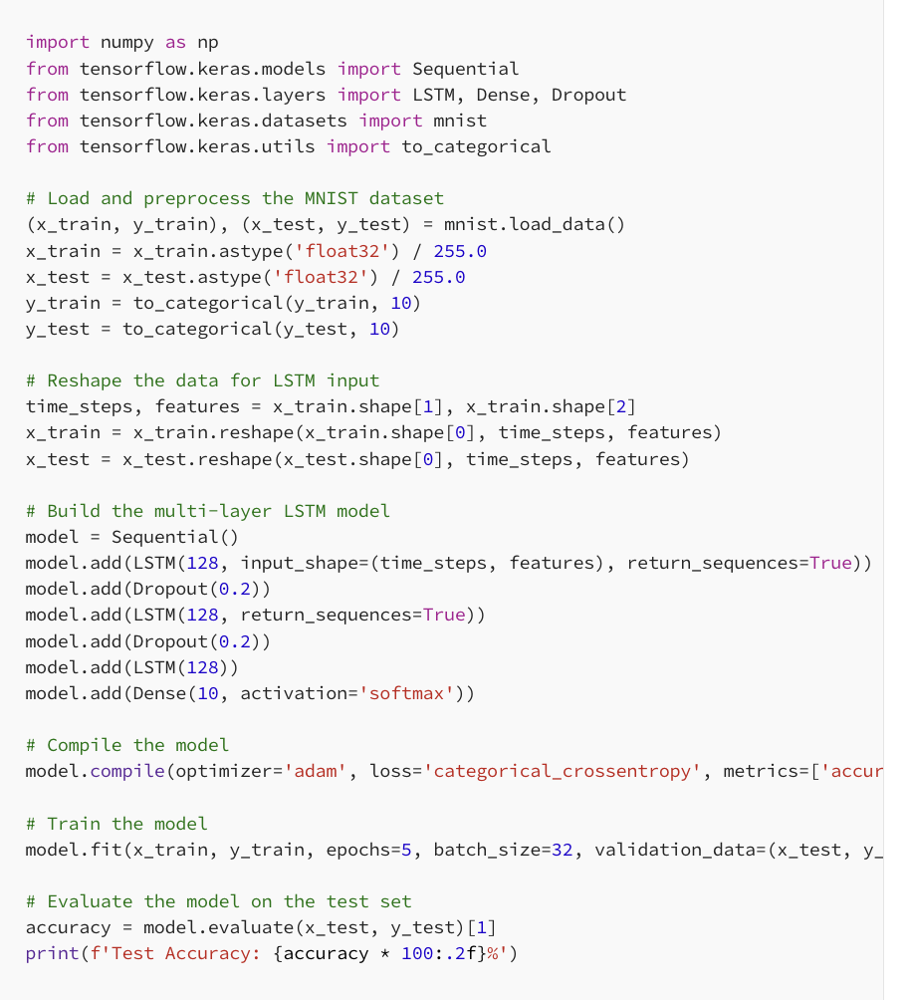 import numpy as np
from tensorflow.keras.models import Sequential
from tensorflow.keras.layers import LSTM, Dense, Dropout
from tensorflow.keras.datasets import mnist
from tensorflow.keras.utils import to_categorical
# Load and preprocess the MNIST dataset
(x_train, y_train), (x_test, y_test) = mnist.load_data()
x_train = x_train.astype('float32') / 255.0
x_test = x_test.astype('float32') / 255.0
y_train = to_categorical(y_train, 10)
y_test = to_categorical(y_test, 10)
# Reshape the data for LSTM input
time_steps, features = x_train.shape[1], x_train.shape[2]
x_train = x_train.reshape(x_train.shape[0], time_steps, features)
x_test = x_test.reshape(x_test.shape[0], time_steps, features)
# Build the multi-layer LSTM model
model = Sequential()
model.add(LSTM(128, input_shape=(time_steps, features), return_sequences=True))
model.add(Dropout(0.2))
model.add(LSTM(128, return_sequences=True))
model.add(Dropout(0.2))
model.add(LSTM(128))
model.add(Dense(10, activation='softmax'))
# Compile the model
model.compile(optimizer='adam', loss='categorical_crossentropy', metrics=['accur
# Train the model
model.fit(x_train, y_train, epochs=5, batch_size=32, validation_data=(x_test, y_
# Evaluate the model on the test set
accuracy = model.evaluate(x_test, y_test)[1]
print(f'Test Accuracy: {accuracy * 100:.2f}%')